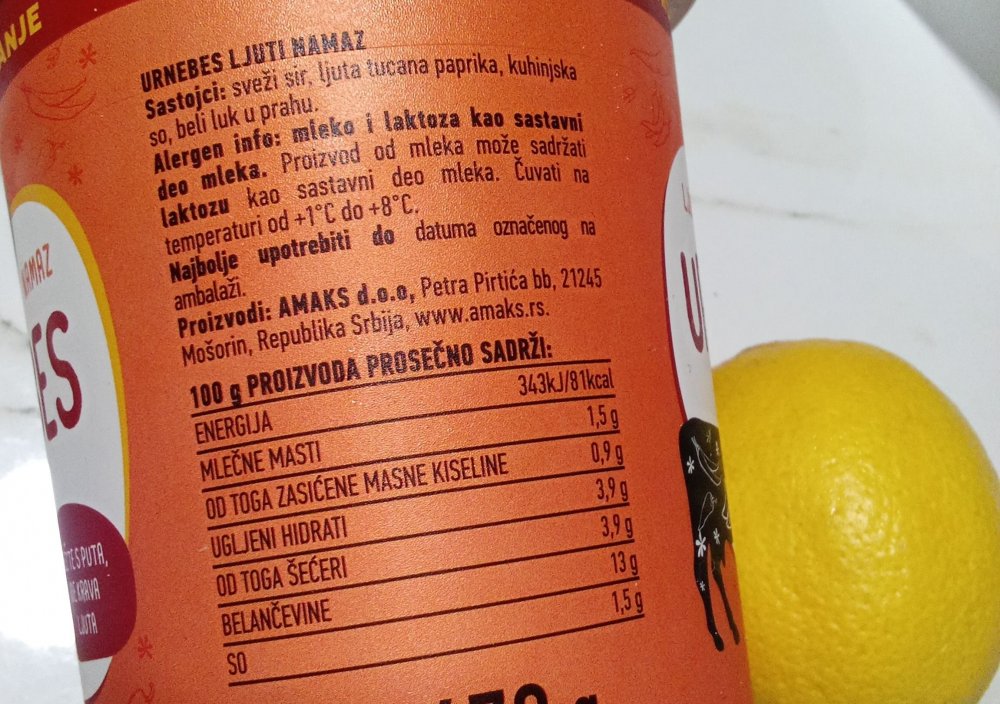 ANJE
URNEBES LJUTI NAMAZ
Sastojci: sveži sir, ljuta tucana paprika, kuhinjska
so, beli luk u prahu.
Alergen info: mleko i laktoza kao sastavni
deo mleka. Proizvod od mleka može sadržati
laktozu kao sastavni deo mleka. Čuvati na
temperaturi od +1°C do +8°C.
Najbolje upotrebiti do datuma označenog na
ambalaži.
Proizvodi: AMAKS d.o.o, Petra Pirtića bb, 21245
Mošorin, Republika Srbija, www.amaks.rs.
100 g PROIZVODA PROSEČNO SADRŽI:
ENERGIJA 343kJ/81kcal
MLEČNE MASTI 1,5 g
OD TOGA ZASIĆENE MASNE KISELINE 0,9 g
UGLJENI HIDRATI 3,9 g
OD TOGA ŠEĆERI 3,9 g
BELANČEVINE 13 g
SO 1,5 g
NAMAZ
ES
PUTA,
KRAVA
LJUTA
U